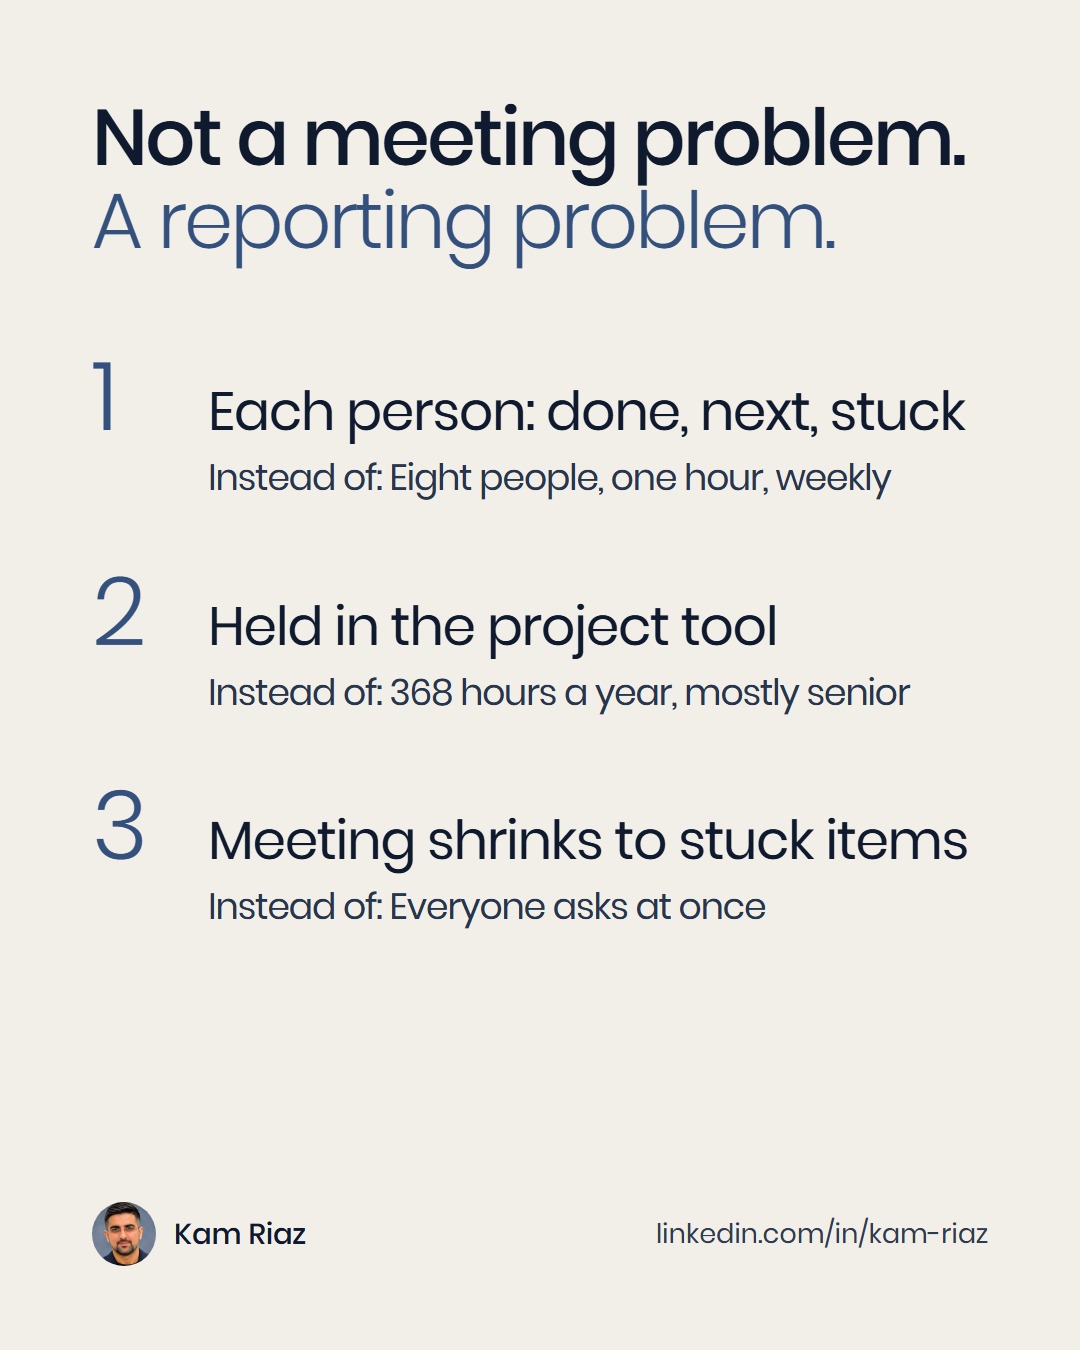 Not a meeting problem.
A reporting problem.
1
Each person: done, next, stuck
Instead of: Eight people, one hour, weekly
2
Held in the project tool
Instead of: 368 hours a year, mostly senior
3
Meeting shrinks to stuck items
Instead of: Everyone asks at once
Kam Riaz
linkedin.com/in/kam-riaz